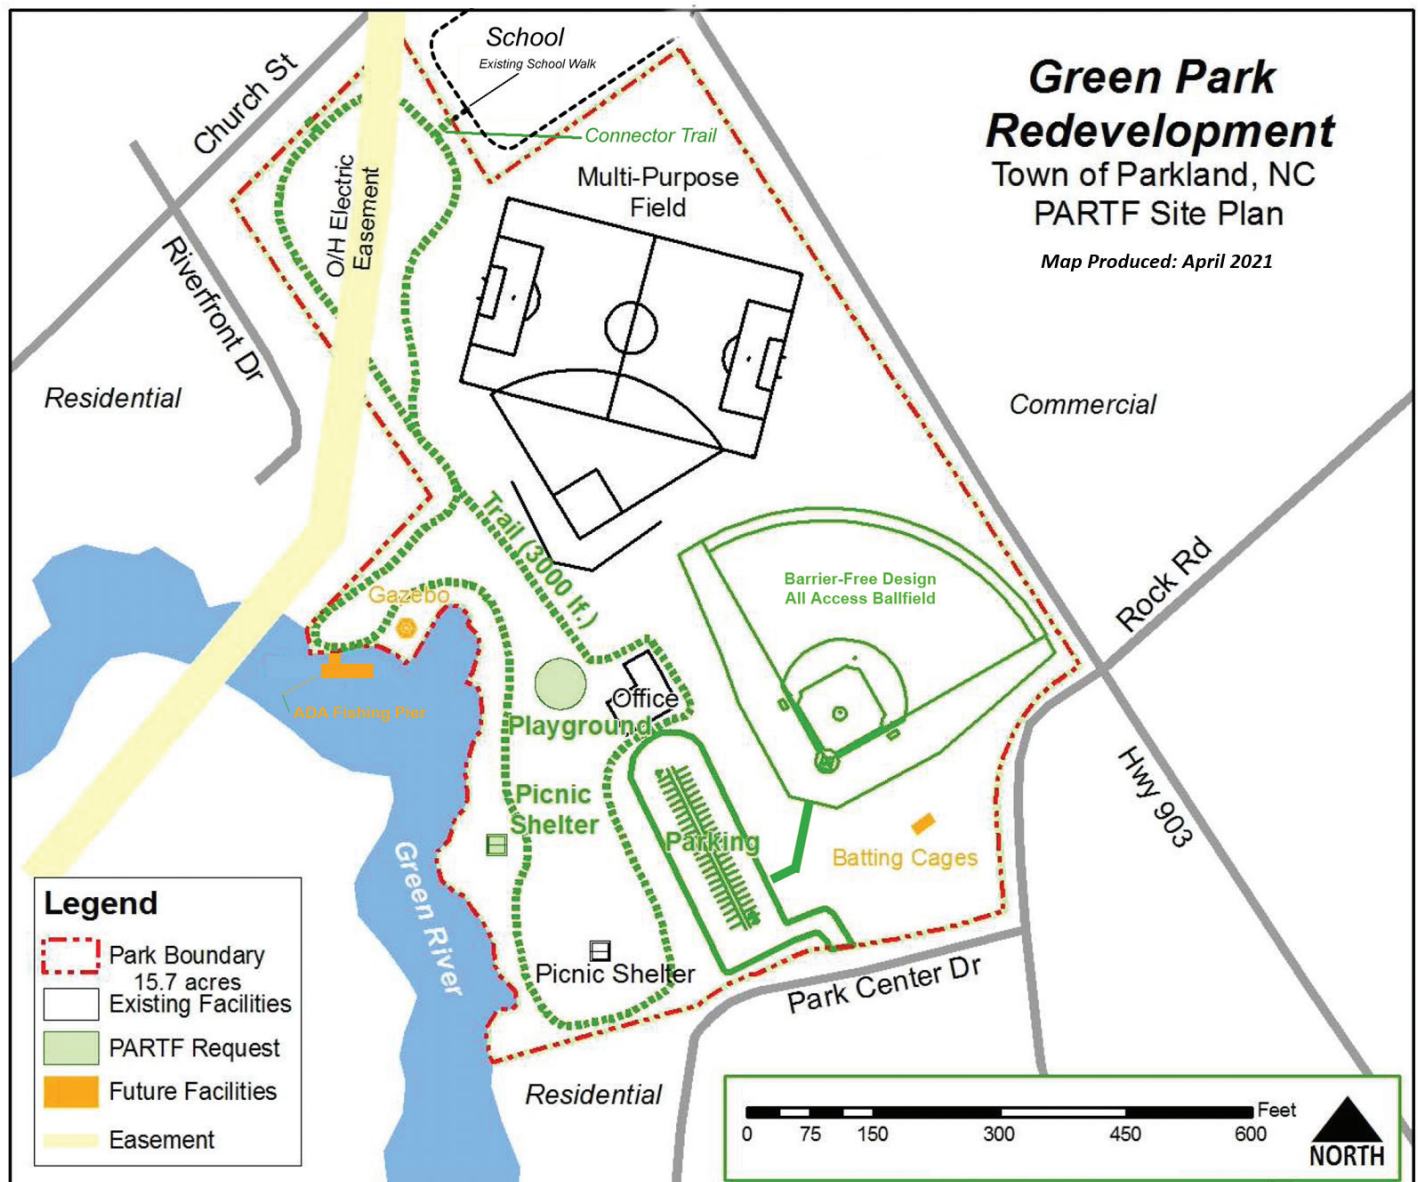 Green Park
Redevelopment
Town of Parkland, NC
PARTF Site Plan
Map Produced: April 2021
School
Existing School Walk
Connector Trail
Church St
Multi-Purpose
Field
O/H Electric
Easement
Riverfront Dr
Residential
Commercial
Trail (3000 lf.)
Barrier-Free Design
All Access Ballfield
Rock Rd
Gazebo
ADA Fishing Pier
Office
Playground
Picnic
Shelter
Parking
Batting Cages
Hwy 903
Green River
Picnic Shelter
Park Center Dr
Residential
Legend
Park Boundary
15.7 acres
Existing Facilities
PARTF Request
Future Facilities
Easement
Feet
0 75 150 300 450 600
NORTH